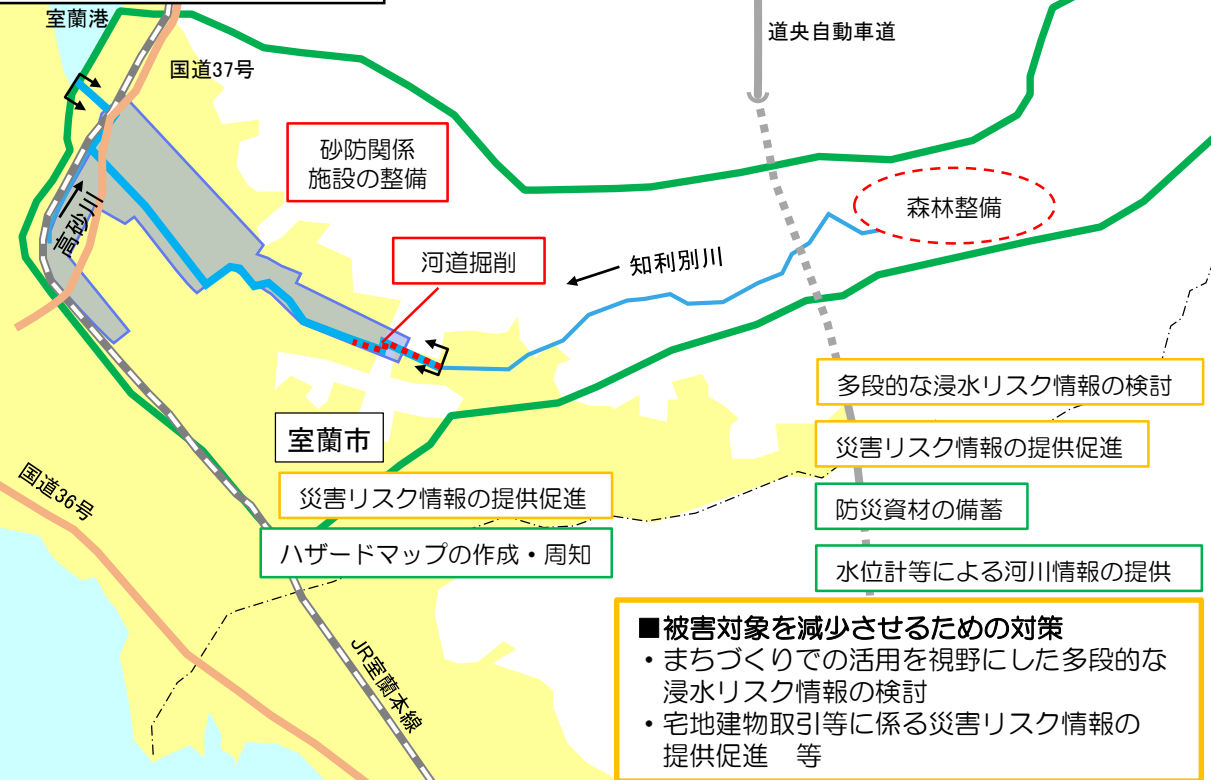 室蘭港
国道37号
道央自動車道
砂防関係
施設の整備
森林整備
高砂川
河道掘削
知利別川
多段的な浸水リスク情報の検討
室蘭市
災害リスク情報の提供促進
国道36号
災害リスク情報の提供促進
防災資材の備蓄
ハザードマップの作成・周知
水位計等による河川情報の提供
JR室蘭本線
■被害対象を減少させるための対策
・まちづくりでの活用を視野にした多段的な
浸水リスク情報の検討
・宅地建物取引等に係る災害リスク情報の
提供促進 等